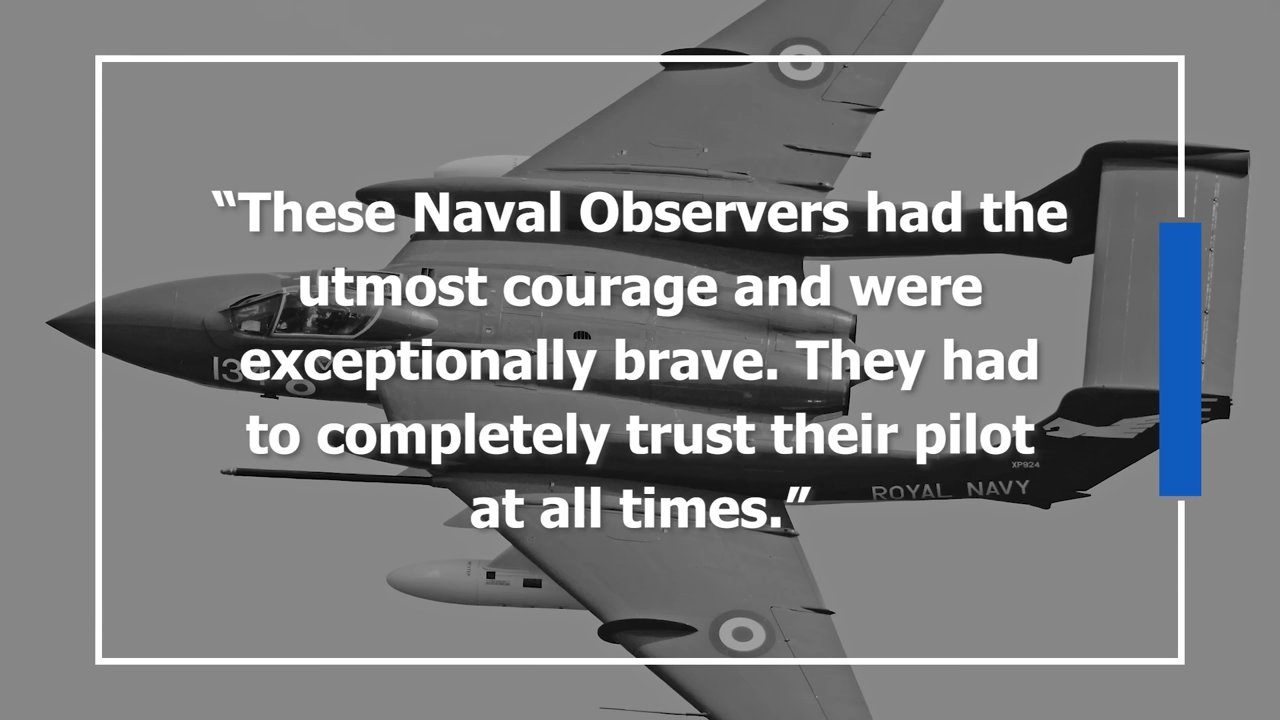 “These Naval Observers had the
utmost courage and were
exceptionally brave. They had
to completely trust their pilot
at all times.”
XP924
ROYAL NAVY